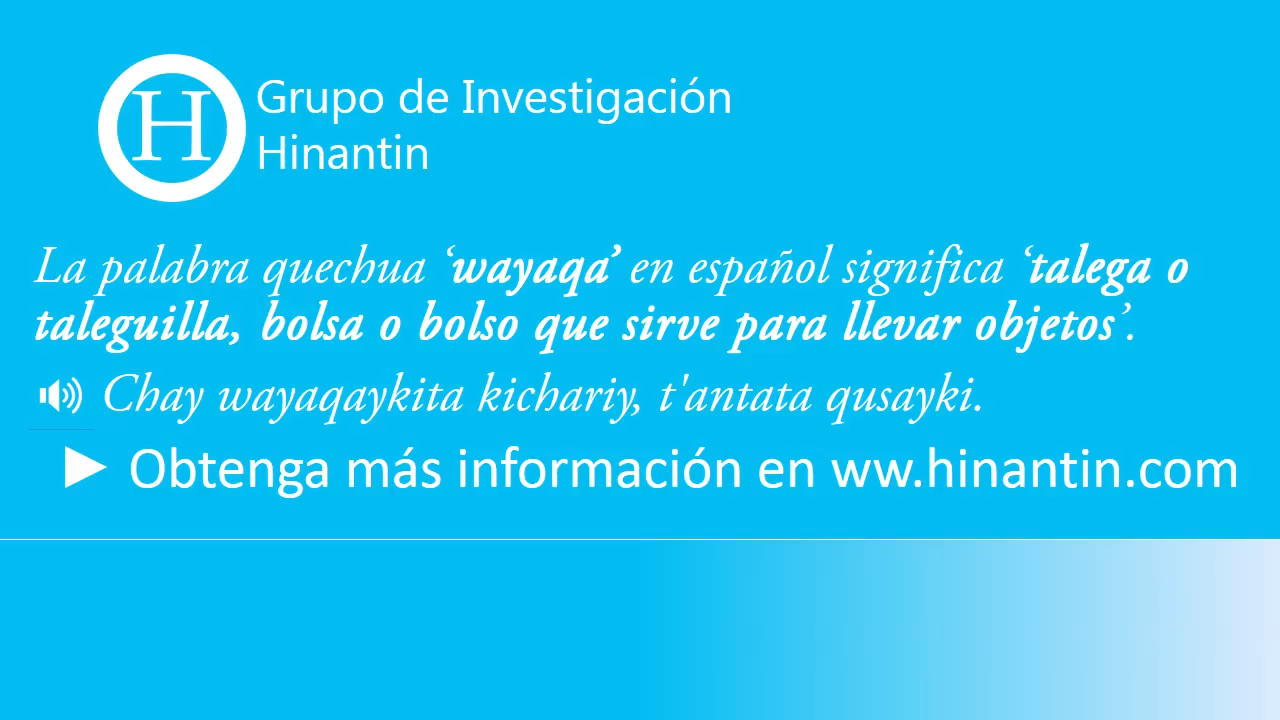 H
Grupo de Investigación
Hinantin
La palabra quechua ‘wayaqa’ en español significa ‘talega o
taleguilla, bolsa o bolso que sirve para llevar objetos’.
Chay wayaqaykita kichariy, t'antata qusayki.
► Obtenga más información en ww.hinantin.com